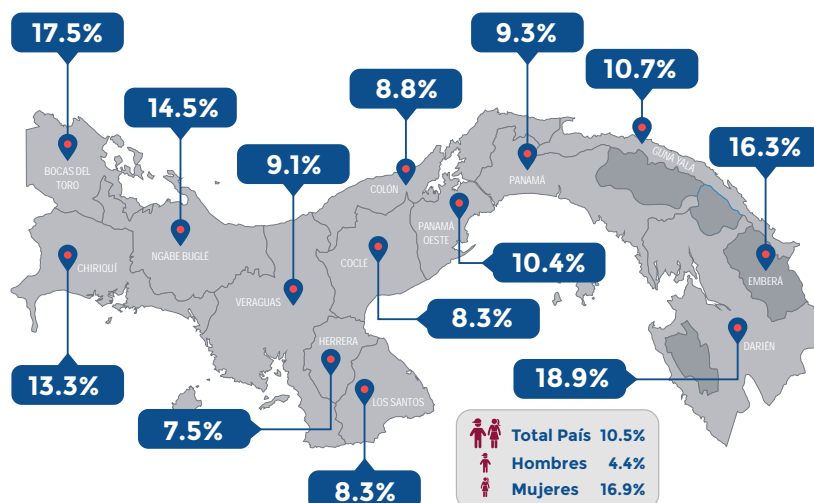 17.5%
9.3%
10.7%
14.5%
8.8%
16.3%
9.1%
BOCAS DEL
TORO
COLÓN
PANAMÁ
GUNA YALA
NGÄBE BUGLÉ
PANAMÁ
OESTE
CHIRIQUÍ
COCLÉ
10.4%
EMBERÁ
VERAGUAS
8.3%
HERRERA
DARIÉN
13.3%
18.9%
LOS SANTOS
7.5%
8.3%
Total País 10.5%
Hombres 4.4%
Mujeres 16.9%